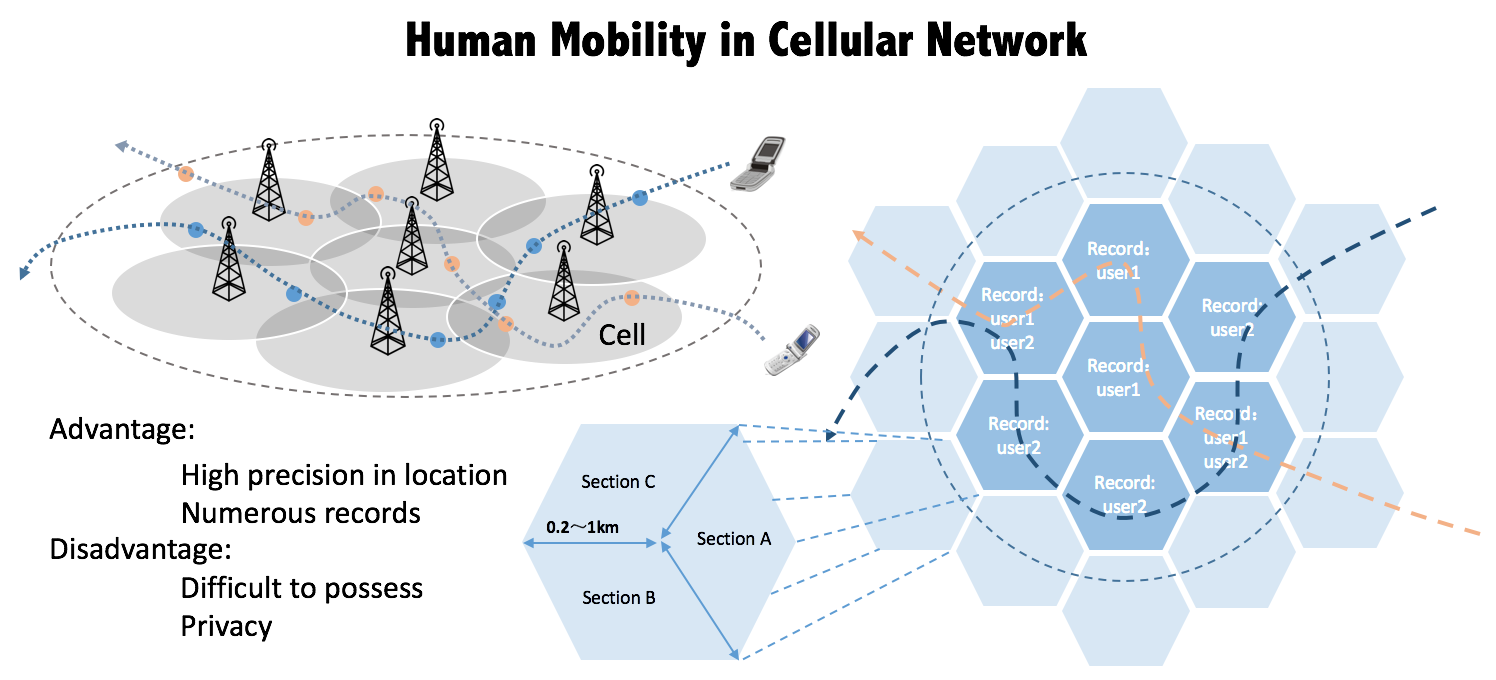 Human Mobility in Cellular Network
Cell
Advantage:
High precision in location
Numerous records
Disadvantage:
Difficult to possess
Privacy
Section C
0.2～1km
Section A
Section B
Record：
user1
Record：
user1
user2
Record:
user2
Record:
user1
Record:
user2
Record：
user1
user2
Record:
user2